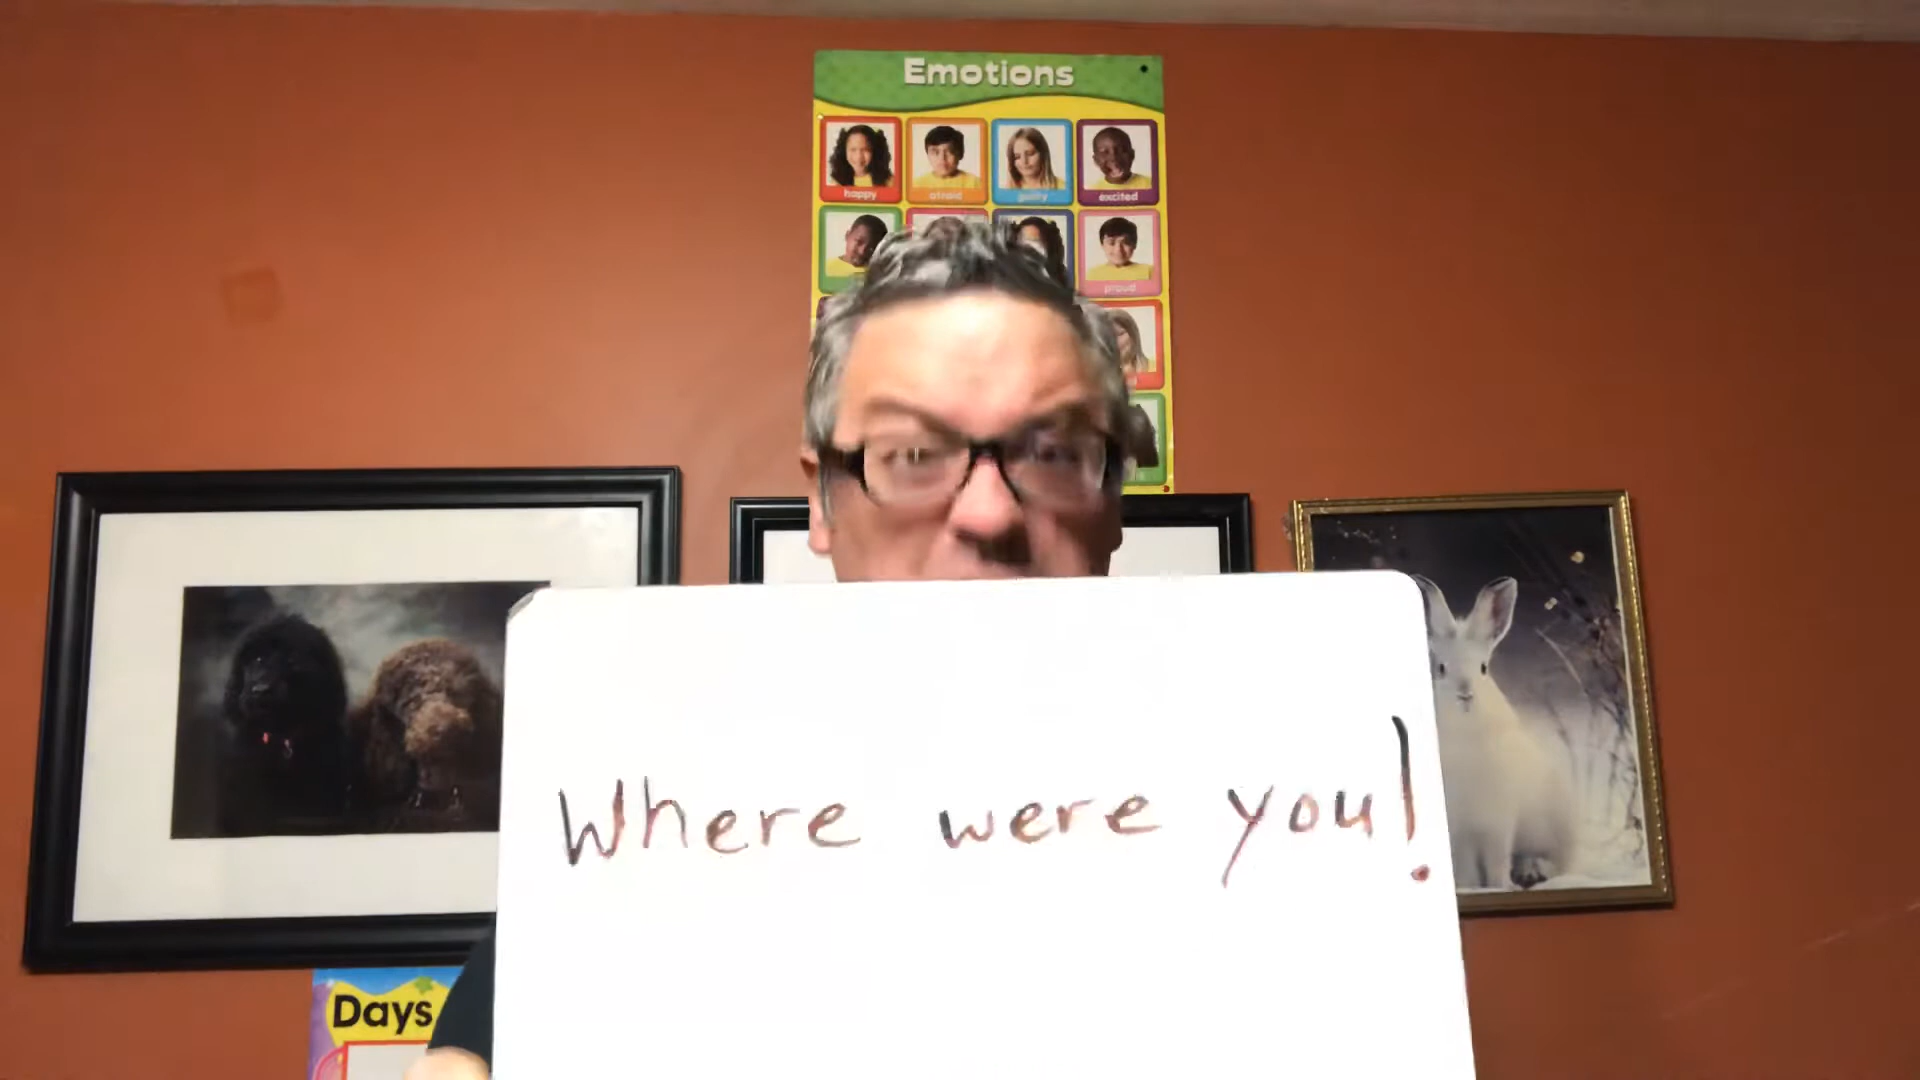 Emotions
happy afraid guilty excited
proud
Where were you!
Days